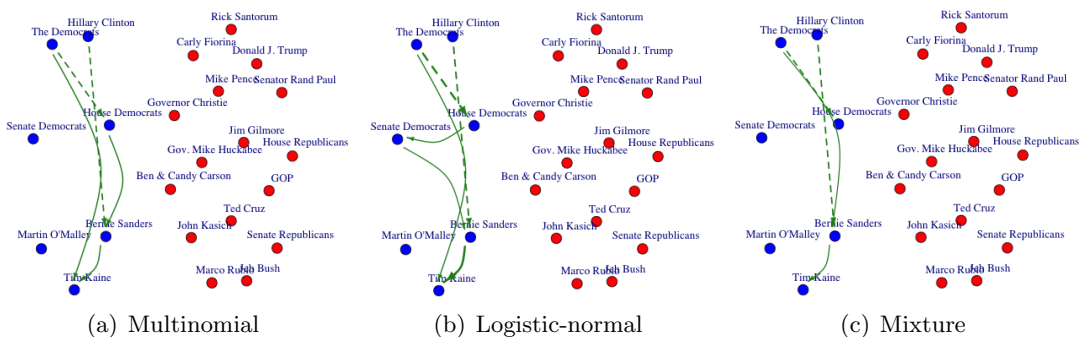 Rick Santorum
Hillary Clinton
The Democrats
Carly Fiorina
Donald J. Trump
Mike Pence
Senator Rand Paul
Governor Christie
House Democrats
Senate Democrats
Jim Gilmore
House Republicans
Gov. Mike Huckabee
Ben & Candy Carson
GOP
Ted Cruz
Bernie Sanders
John Kasich
Martin O'Malley
Senate Republicans
Marco Rubio
Jeb Bush
Tim Kaine
(a) Multinomial
Rick Santorum
Hillary Clinton
The Democrats
Carly Fiorina
Donald J. Trump
Mike Pence
Senator Rand Paul
Governor Christie
House Democrats
Senate Democrats
Jim Gilmore
House Republicans
Gov. Mike Huckabee
Ben & Candy Carson
GOP
Ted Cruz
Bernie Sanders
John Kasich
Martin O'Malley
Senate Republicans
Marco Rubio
Jeb Bush
Tim Kaine
(b) Logistic-normal
Rick Santorum
Hillary Clinton
The Democrats
Carly Fiorina
Donald J. Trump
Mike Pence
Senator Rand Paul
Governor Christie
House Democrats
Senate Democrats
Jim Gilmore
House Republicans
Gov. Mike Huckabee
Ben & Candy Carson
GOP
Ted Cruz
Bernie Sanders
John Kasich
Martin O'Malley
Senate Republicans
Marco Rubio
Jeb Bush
Tim Kaine
(c) Mixture